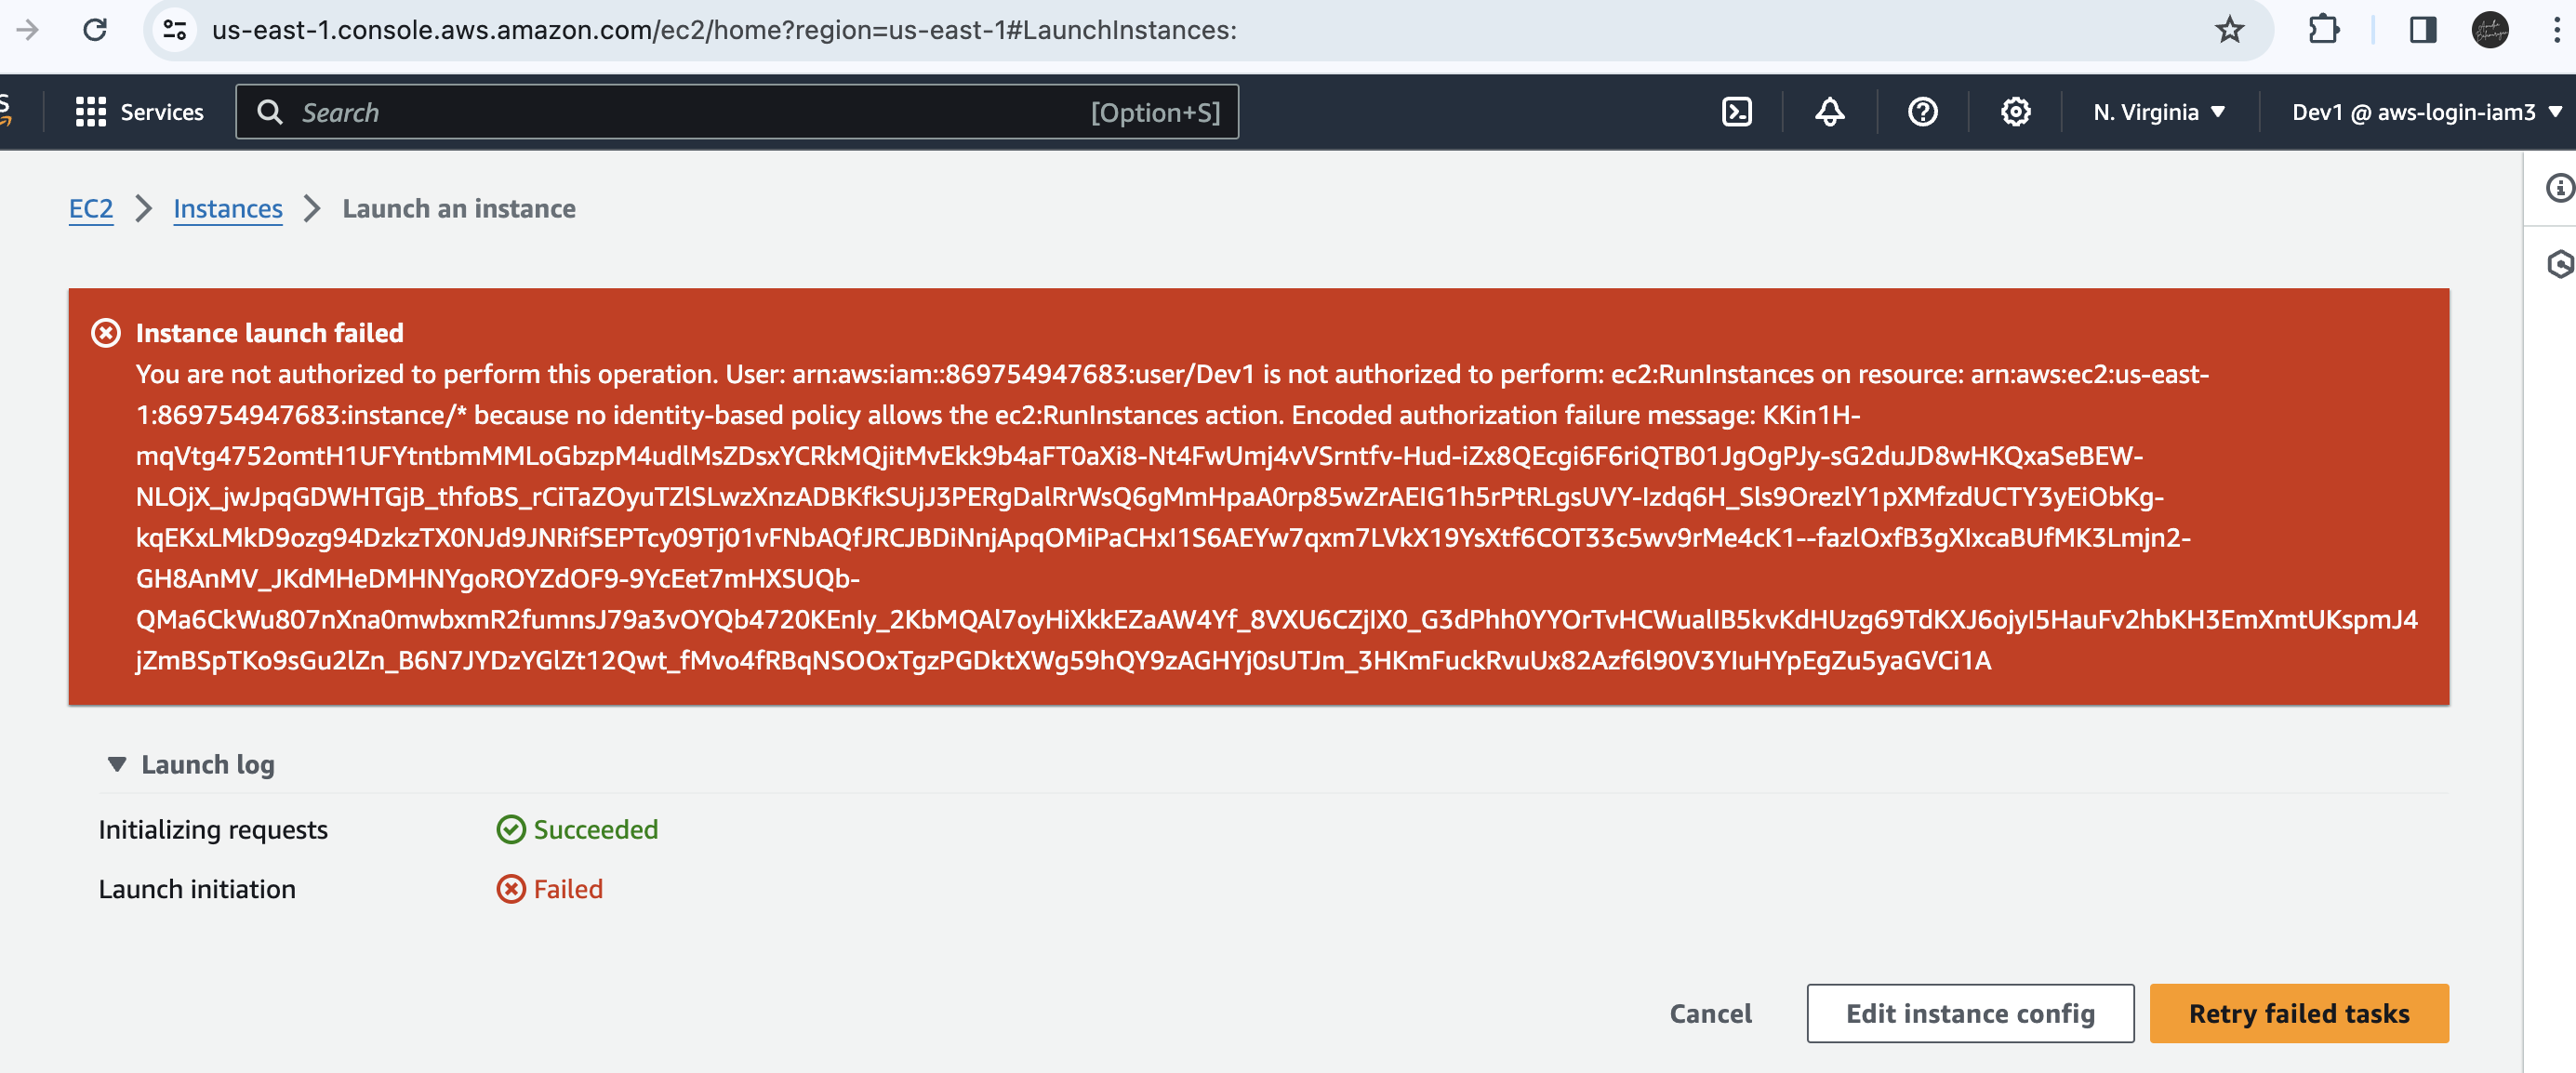 us-east-1.console.aws.amazon.com/ec2/home?region=us-east-1#LaunchInstances:
Services
Search
[Option+S]
N. Virginia
Dev1 @ aws-login-iam3
EC2
Instances
Launch an instance
Instance launch failed
You are not authorized to perform this operation. User: arn:aws:iam::869754947683:user/Dev1 is not authorized to perform: ec2:RunInstances on resource: arn:aws:ec2:us-east-
1:869754947683:instance/* because no identity-based policy allows the ec2:RunInstances action. Encoded authorization failure message: KKin1H-
mqVtg4752omtH1UFYtntbmMMLoGbzpM4udlMsZDsxYCRkMQjitMvEkk9b4aFT0aXi8-Nt4FwUmj4vVSrntfv-Hud-iZx8QEcgi6F6riQTB01JgOgPJy-sG2duJD8wHKQxaSeBEW-
NLOjX_jwJpqGDWHTGjB_thfoBS_rCiTaZOyuTZlSLwzXnzADBKfkSUjJ3PERgDalRrWsQ6gMmHpaA0rp85wZrAEIG1h5rPtRLgsUVY-Izdq6H_Sls9OrezlY1pXMfzdUCTY3yEiObKg-
kqEKxLMkD9ozg94DzkzTX0NJd9JNRifSEPTcy09Tj01vFNbAQfJRCJBDiNnjApqOMiPaCHxI1S6AEYw7qxm7LVkX19YsXtf6COT33c5wv9rMe4cK1--fazlOxfB3gXIxcaBUfMK3Lmjn2-
GH8AnMV_JKdMHeDMHNYgoROYZdOF9-9YcEet7mHXSUQb-
QMa6CkWu807nXna0mwbxmR2fumnsJ79a3vOYQb4720KEnIy_2KbMQAl7oyHiXkkEZaAW4Yf_8VXU6CZjIX0_G3dPhh0YYOrTvHCWualIB5kvKdHUzg69TdKXJ6ojyI5HauFv2hbKH3EmXmtUKspmJ4
jZmBSpTKo9sGu2lZn_B6N7JYDzYGlZt12Qwt_fMvo4fRBqNSOOxTgzPGDktXWg59hQY9zAGHYj0sUTJm_3HKmFuckRvuUx82Azf6l90V3YIuHYpEgZu5yaGVCi1A
Launch log
Initializing requests
Succeeded
Launch initiation
Failed
Cancel
Edit instance config
Retry failed tasks